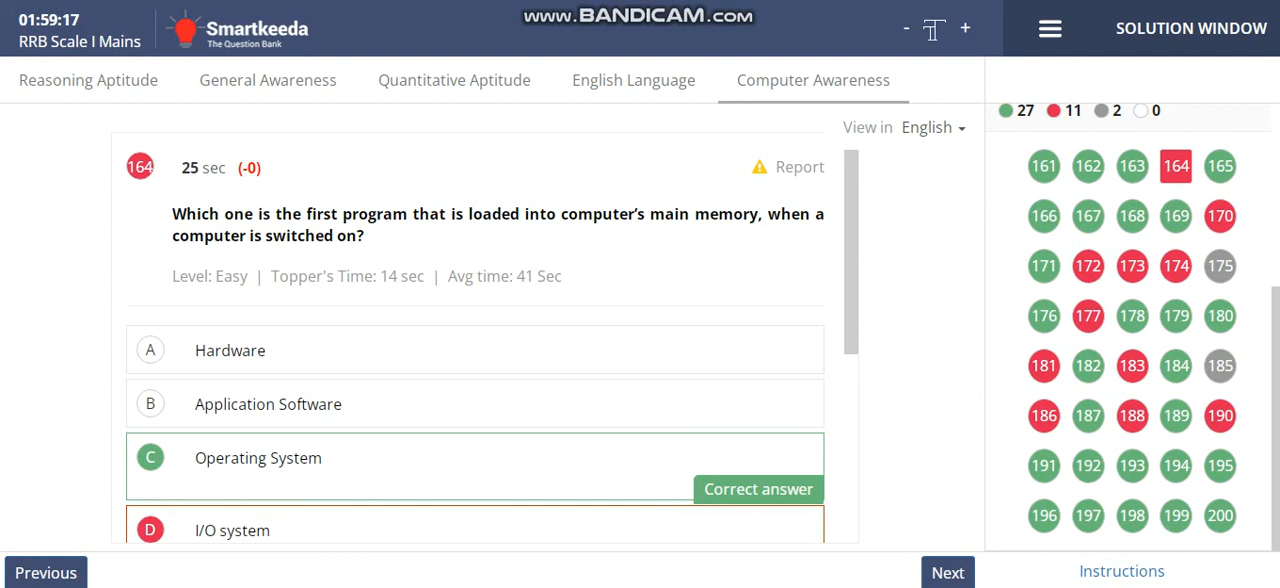 www.BANDICAM.com
01:59:17
RRB Scale I Mains
Smartkeeda
The Question Bank
- T +
SOLUTION WINDOW
Reasoning Aptitude
General Awareness
Quantitative Aptitude
English Language
Computer Awareness
View in English
27 11 2 0
164 25 sec (-0)
Report
Which one is the first program that is loaded into computer’s main memory, when a
computer is switched on?
Level: Easy | Topper's Time: 14 sec | Avg time: 41 Sec
A Hardware
B Application Software
C Operating System
Correct answer
D I/O system
161 162 163 164 165
166 167 168 169 170
171 172 173 174 175
176 177 178 179 180
181 182 183 184 185
186 187 188 189 190
191 192 193 194 195
196 197 198 199 200
Previous
Next
Instructions